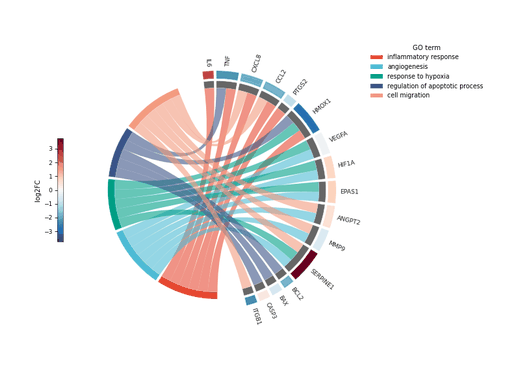 GO term
inflammatory response
angiogenesis
response to hypoxia
regulation of apoptotic process
cell migration
IL6
TNF
CXCL8
CCL2
PTGS2
HMOX1
VEGFA
HIF1A
EPAS1
ANGPT2
MMP9
SERPINE1
BCL2
BAX
CASP3
ITGB1
log2FC
3
2
1
0
−1
−2
−3